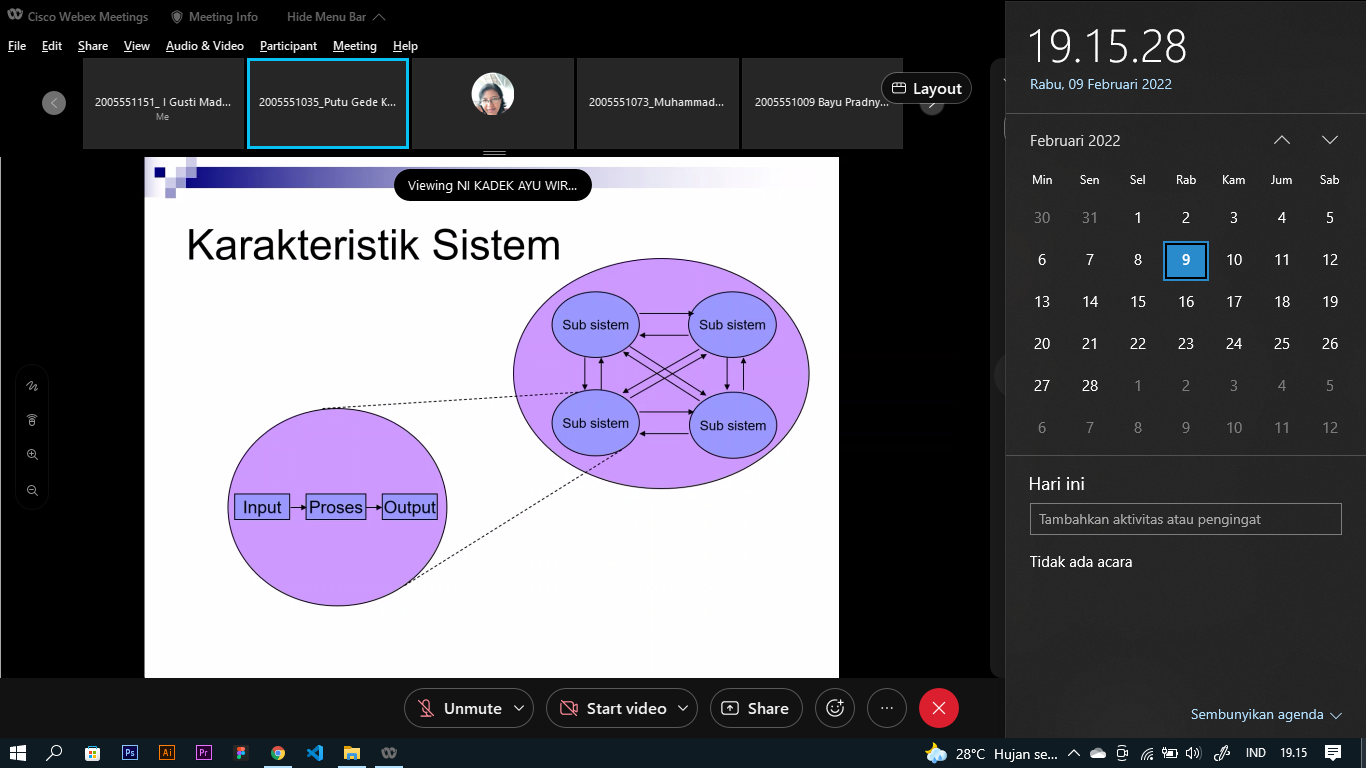 Cisco Webex Meetings Meeting Info Hide Menu Bar
File Edit Share View Audio & Video Participant Meeting Help
2005551151_ I Gusti Mad...
Me
2005551035_Putu Gede K...
2005551073_Muhammad...
2005551009 Bayu Pradny...
Layout
Viewing NI KADEK AYU WIR...
Karakteristik Sistem
Sub sistem Sub sistem
Sub sistem Sub sistem
Input Proses Output
Unmute Start video Share
19.15.28
Rabu, 09 Februari 2022
Februari 2022
Min Sen Sel Rab Kam Jum Sab
30 31 1 2 3 4 5
6 7 8 9 10 11 12
13 14 15 16 17 18 19
20 21 22 23 24 25 26
27 28 1 2 3 4 5
6 7 8 9 10 11 12
Hari ini
Tambahkan aktivitas atau pengingat
Tidak ada acara
Sembunyikan agenda
Ps Ai Pr 28°C Hujan se... IND 19.15